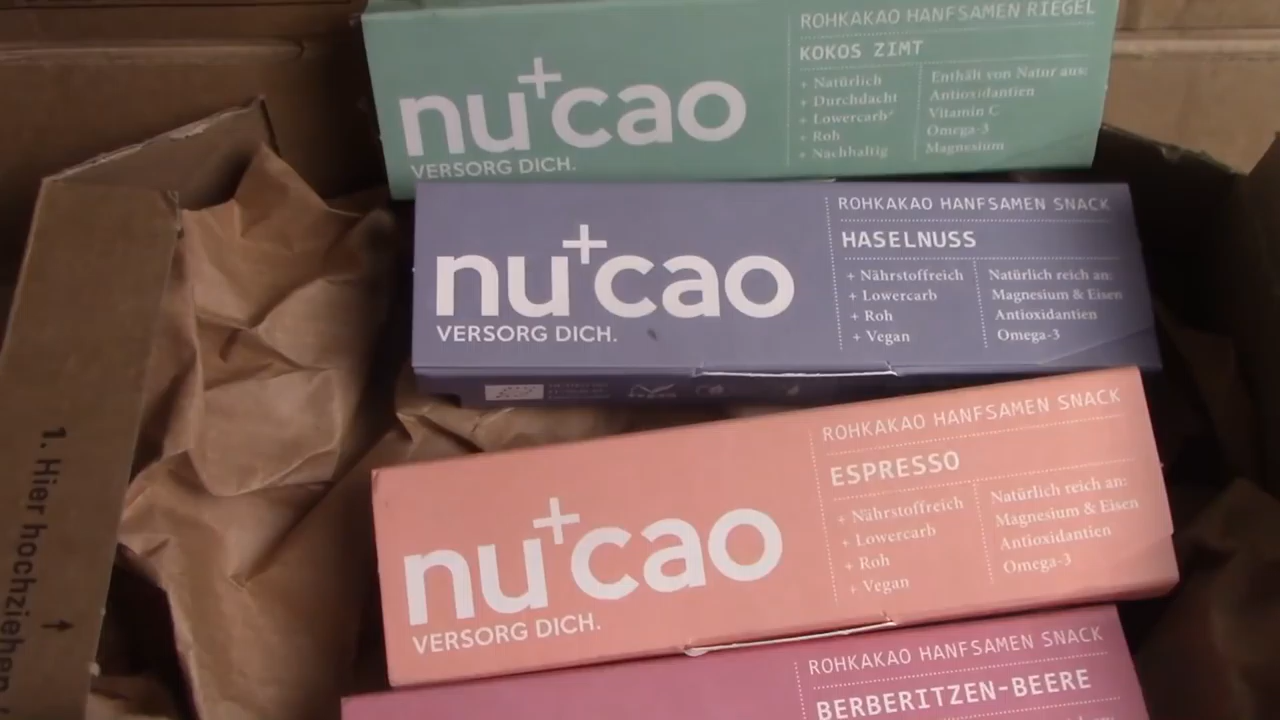 ROHKAKAO HANFSAMEN RIEGEL
KOKOS ZIMT
nu+cao
VERSORG DICH.
+ Natürlich
+ Durchdacht
+ Lowercarb*
+ Roh
+ Nachhaltig
Enthält von Natur aus:
Antioxidantien
Vitamin C
Omega-3
Magnesium
ROHKAKAO HANFSAMEN SNACK
HASELNUSS
nu+cao
VERSORG DICH.
+ Nährstoffreich
+ Lowercarb
+ Roh
+ Vegan
Natürlich reich an:
Magnesium & Eisen
Antioxidantien
Omega-3
ROHKAKAO HANFSAMEN SNACK
ESPRESSO
nu+cao
VERSORG DICH.
+ Nährstoffreich
+ Lowercarb
+ Roh
+ Vegan
Natürlich reich an:
Magnesium & Eisen
Antioxidantien
Omega-3
ROHKAKAO HANFSAMEN SNACK
BERBERITZEN-BEERE
1. Hier hochziehen